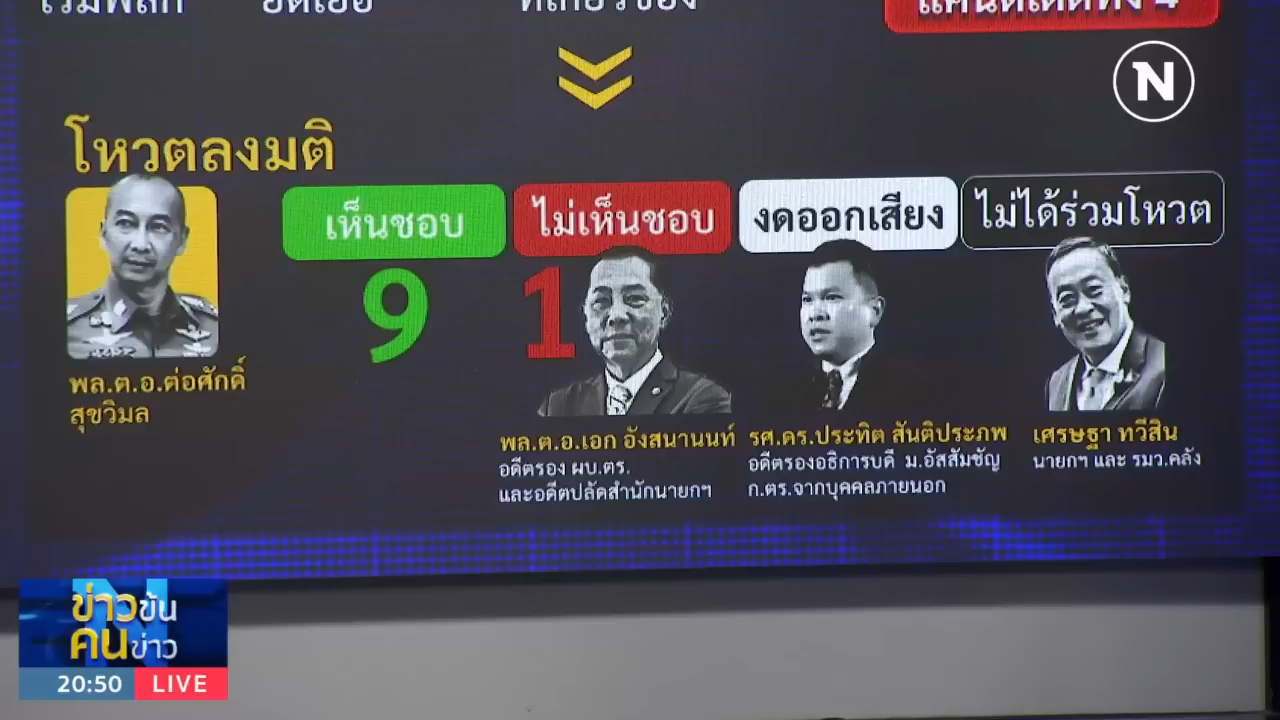 แคนดิเดตทั้ง 4
N
โหวตลงมติ
เห็นชอบ
ไม่เห็นชอบ
งดออกเสียง
ไม่ได้ร่วมโหวต
9
1
พล.ต.อ.ต่อศักดิ์
สุขวิมล
พล.ต.อ.เอก อังสนานนท์
อดีตรอง ผบ.ตร.
และอดีตปลัดสำนักนายกฯ
รศ.ดร.ประทิต สันติประภพ
อดีตรองอธิการบดี ม.อัสสัมชัญ
ก.ตร.จากบุคคลภายนอก
เศรษฐา ทวีสิน
นายกฯ และ รมว.คลัง
ข่าวข้น
คนข่าว
20:50 LIVE